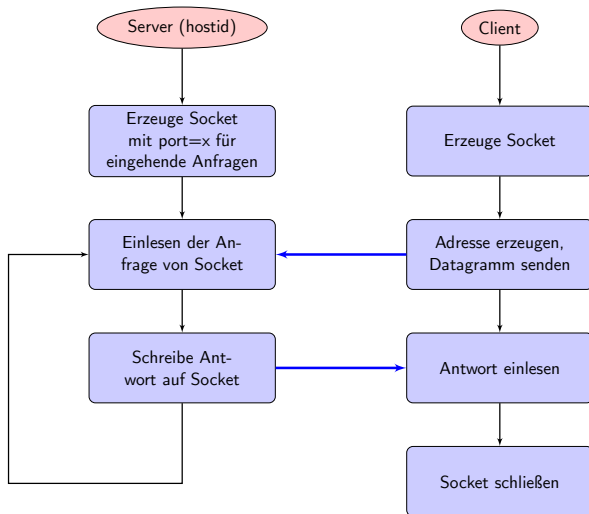 Server (hostid)
Client
Erzeuge Socket
mit port=x für
eingehende Anfragen
Erzeuge Socket
Einlesen der An-
frage von Socket
Adresse erzeugen,
Datagramm senden
Schreibe Ant-
wort auf Socket
Antwort einlesen
Socket schließen